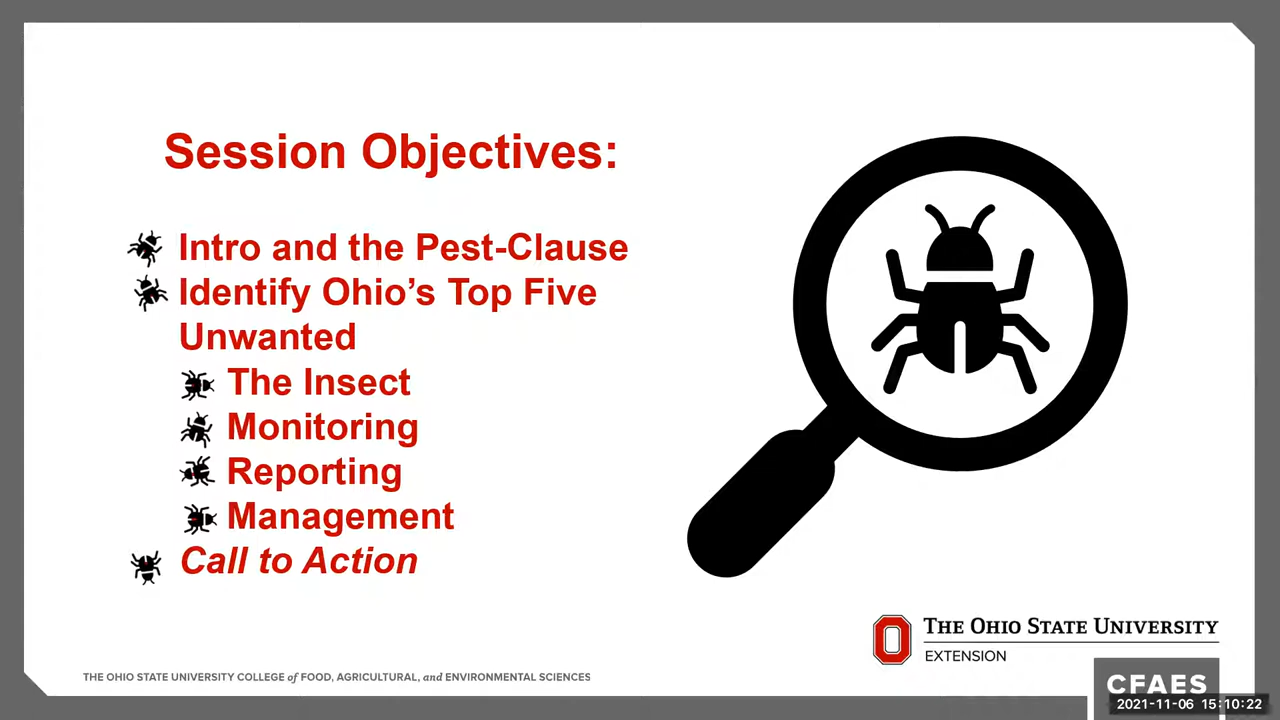 Session Objectives:
Intro and the Pest-Clause
Identify Ohio’s Top Five
Unwanted
The Insect
Monitoring
Reporting
Management
Call to Action
THE OHIO STATE UNIVERSITY
EXTENSION
THE OHIO STATE UNIVERSITY COLLEGE of FOOD, AGRICULTURAL, and ENVIRONMENTAL SCIENCES
CFAES
2021-11-06 15:10:22